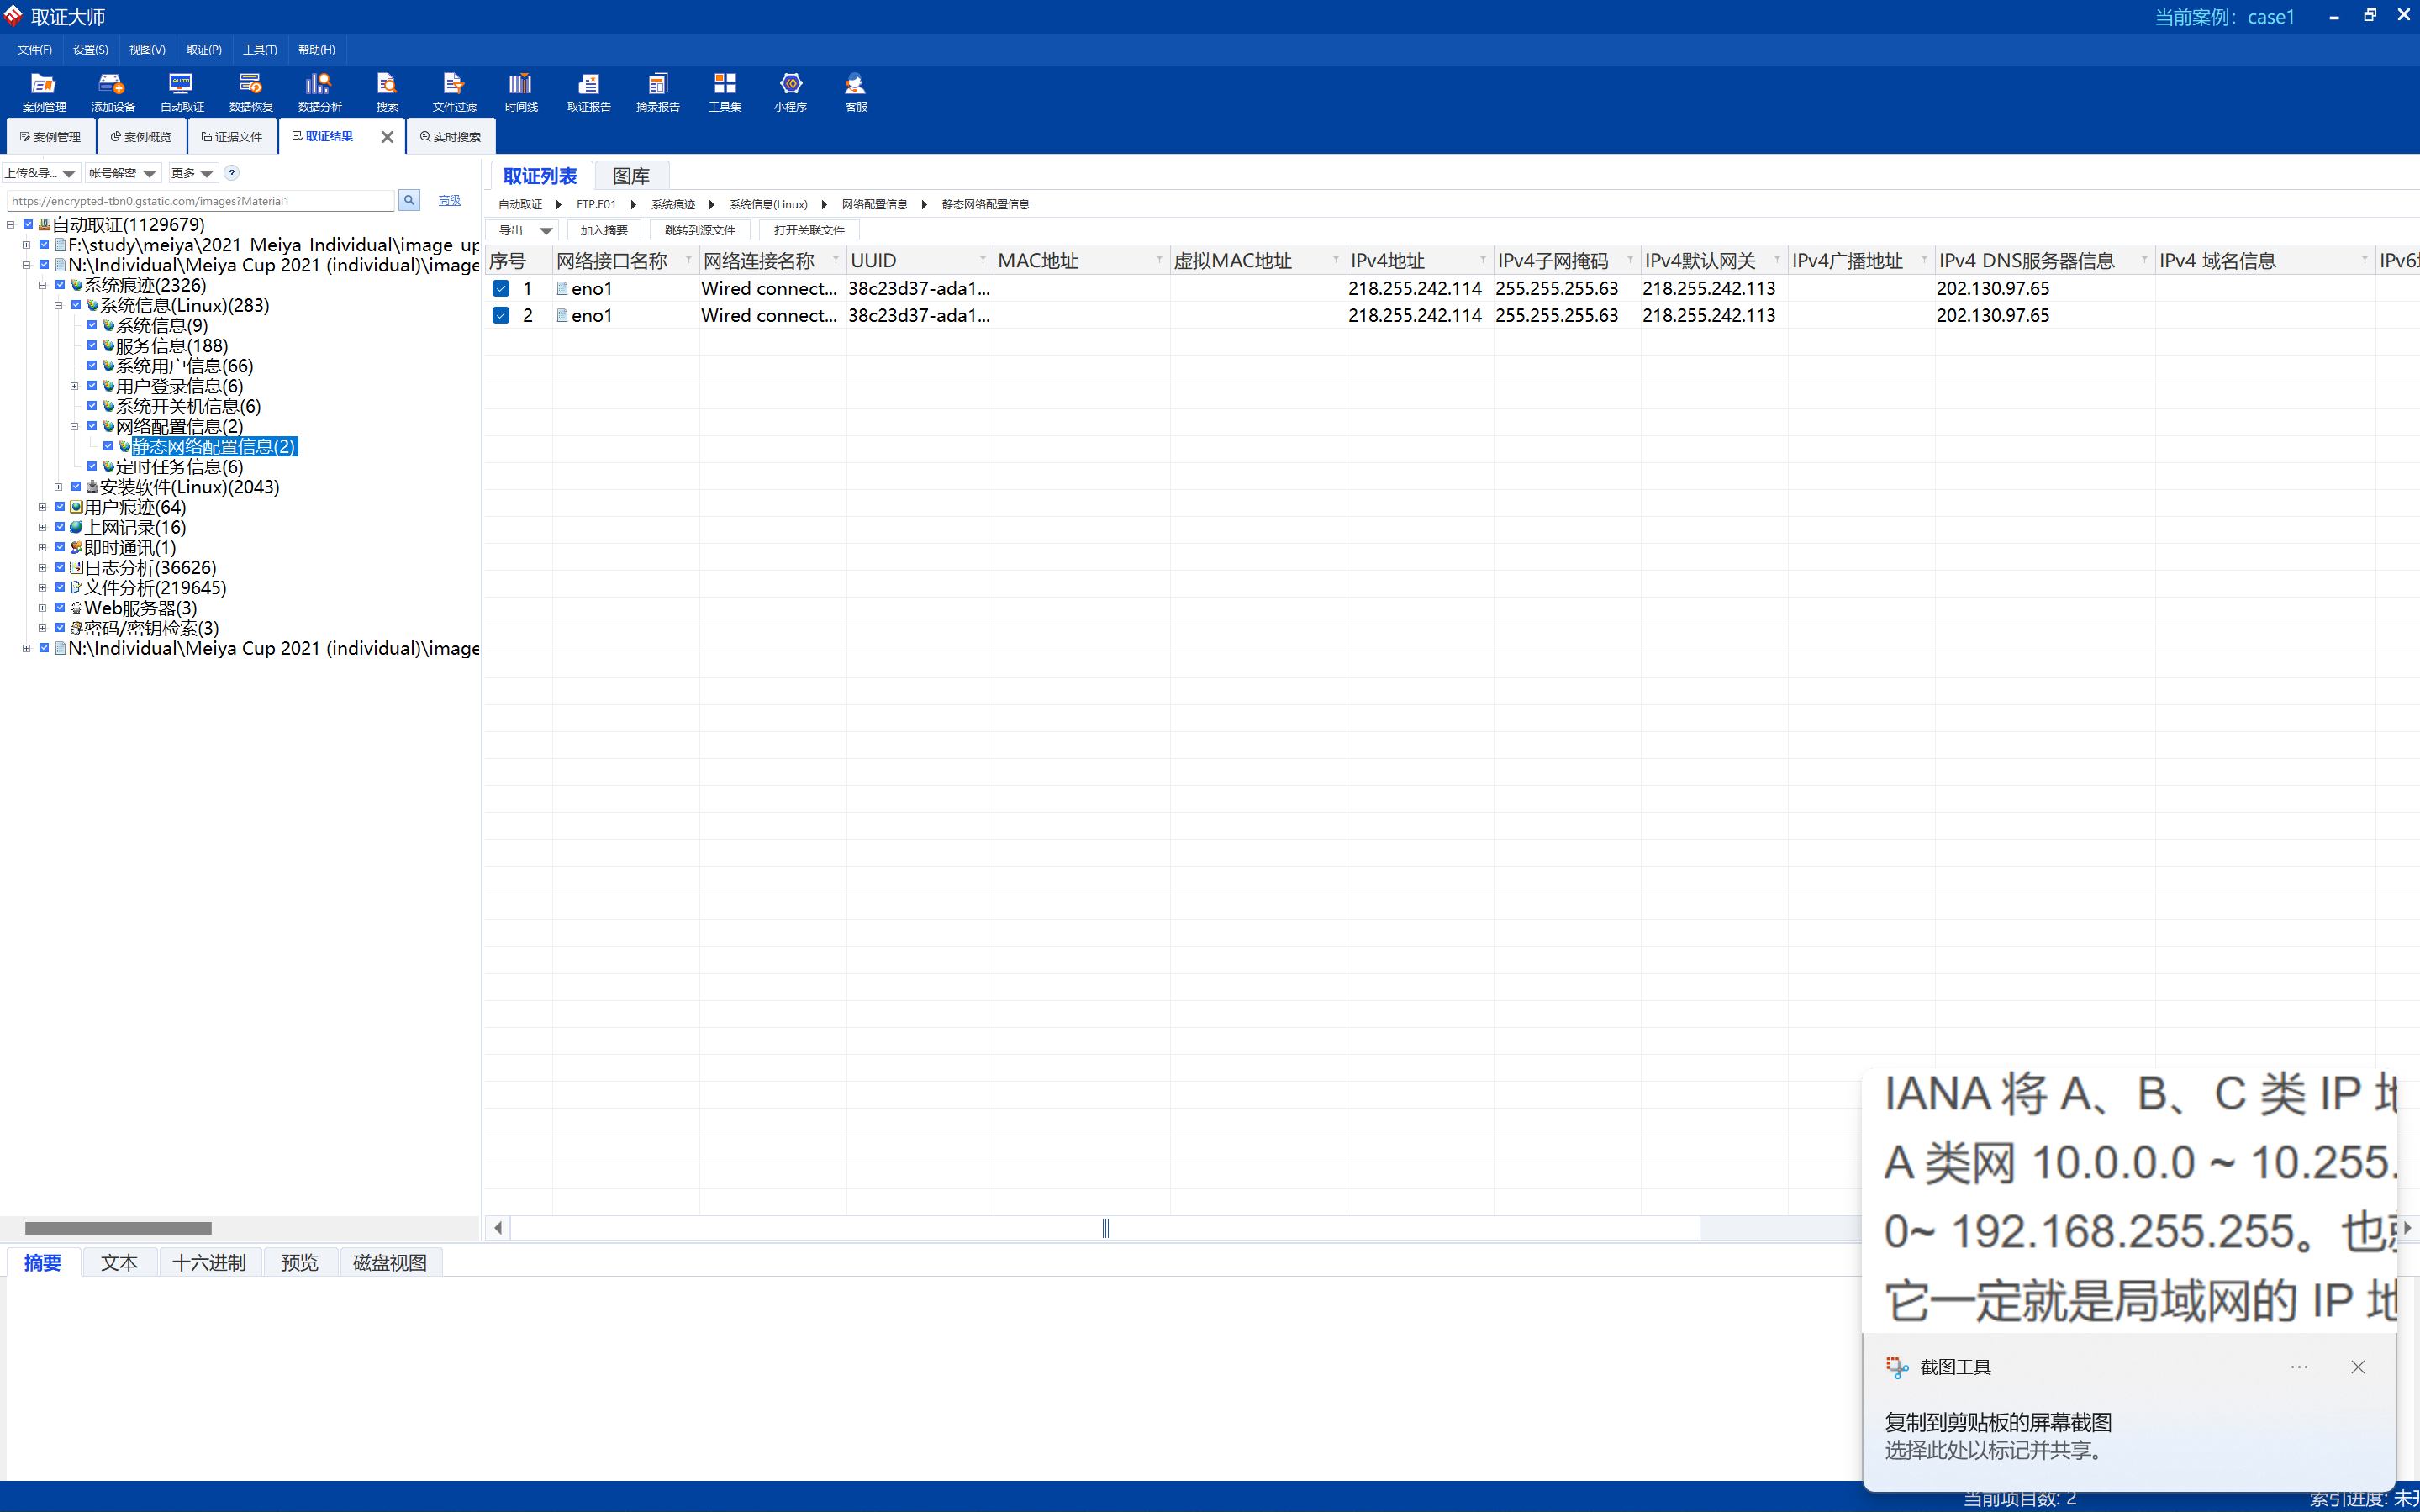 取证大师
当前案例：case1
文件(F) 设置(S) 视图(V) 取证(P) 工具(T) 帮助(H)
案例管理 添加设备 自动取证 数据恢复 数据分析 搜索 文件过滤 时间线 取证报告 摘录报告 工具集 小程序 客服
案例管理 案例概览 证据文件 取证结果 实时搜索
上传&导... 帐号解密 更多 ?
https://encrypted-tbn0.gstatic.com/images?Material1 高级
自动取证(1129679)
F:\study\meiya\2021 Meiya Individual\image up
N:\Individual\Meiya Cup 2021 (individual)\image
系统痕迹(2326)
系统信息(Linux)(283)
系统信息(9)
服务信息(188)
系统用户信息(66)
用户登录信息(6)
系统开关机信息(6)
网络配置信息(2)
静态网络配置信息(2)
定时任务信息(6)
安装软件(Linux)(2043)
用户痕迹(64)
上网记录(16)
即时通讯(1)
日志分析(36626)
文件分析(219645)
Web服务器(3)
密码/密钥检索(3)
N:\Individual\Meiya Cup 2021 (individual)\image
取证列表 图库
自动取证 FTP.E01 系统痕迹 系统信息(Linux) 网络配置信息 静态网络配置信息
导出 加入摘要 跳转到源文件 打开关联文件
序号 网络接口名称 网络连接名称 UUID MAC地址 虚拟MAC地址 IPv4地址 IPv4子网掩码 IPv4默认网关 IPv4广播地址 IPv4 DNS服务器信息 IPv4 域名信息 IPv6
1 eno1 Wired connect... 38c23d37-ada1... 218.255.242.114 255.255.255.63 218.255.242.113 202.130.97.65
2 eno1 Wired connect... 38c23d37-ada1... 218.255.242.114 255.255.255.63 218.255.242.113 202.130.97.65
摘要 文本 十六进制 预览 磁盘视图
IANA 将 A、B、C 类 IP 地
A 类网 10.0.0.0 ~ 10.255.
0~ 192.168.255.255。也
它一定就是局域网的 IP 地
截图工具
复制到剪贴板的屏幕截图
选择此处以标记并共享。
当前项目数: 2 索引进度: 未